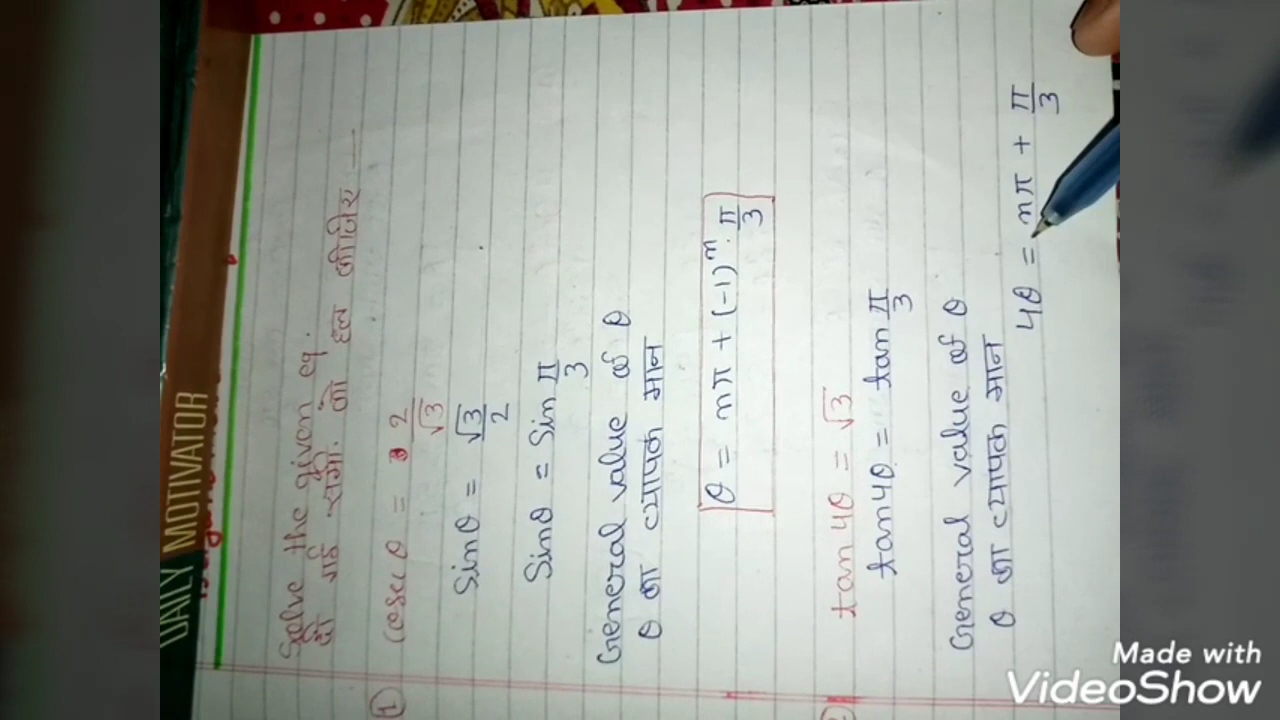 DAILY MOTIVATOR
Solve the given eq.
दी गई समी. को हल कीजिए —
1
cosec θ = 2/√3
Sin θ = √3/2
Sin θ = Sin π/3
General value of θ
θ का व्यापक मान
θ = nπ + (-1)^n · π/3
tan 4θ = √3
tan 4θ = tan π/3
General value of θ
θ का व्यापक मान
4θ = nπ + π/3
Made with
VideoShow